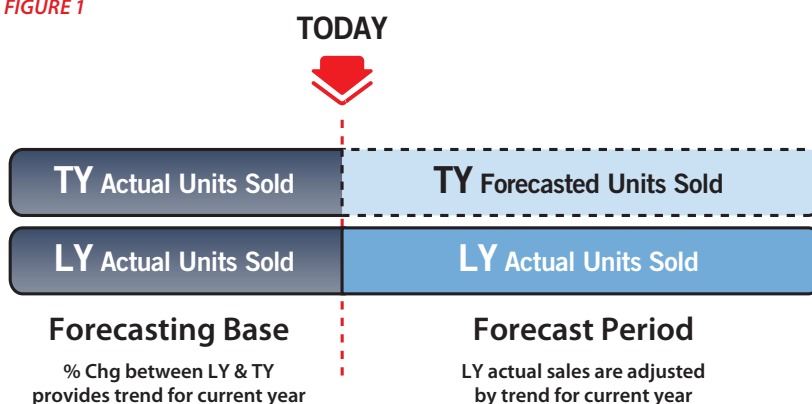 FIGURE 1
TODAY
TY Actual Units Sold
TY Forecasted Units Sold
LY Actual Units Sold
LY Actual Units Sold
Forecasting Base
Forecast Period
% Chg between LY & TY
provides trend for current year
LY actual sales are adjusted
by trend for current year